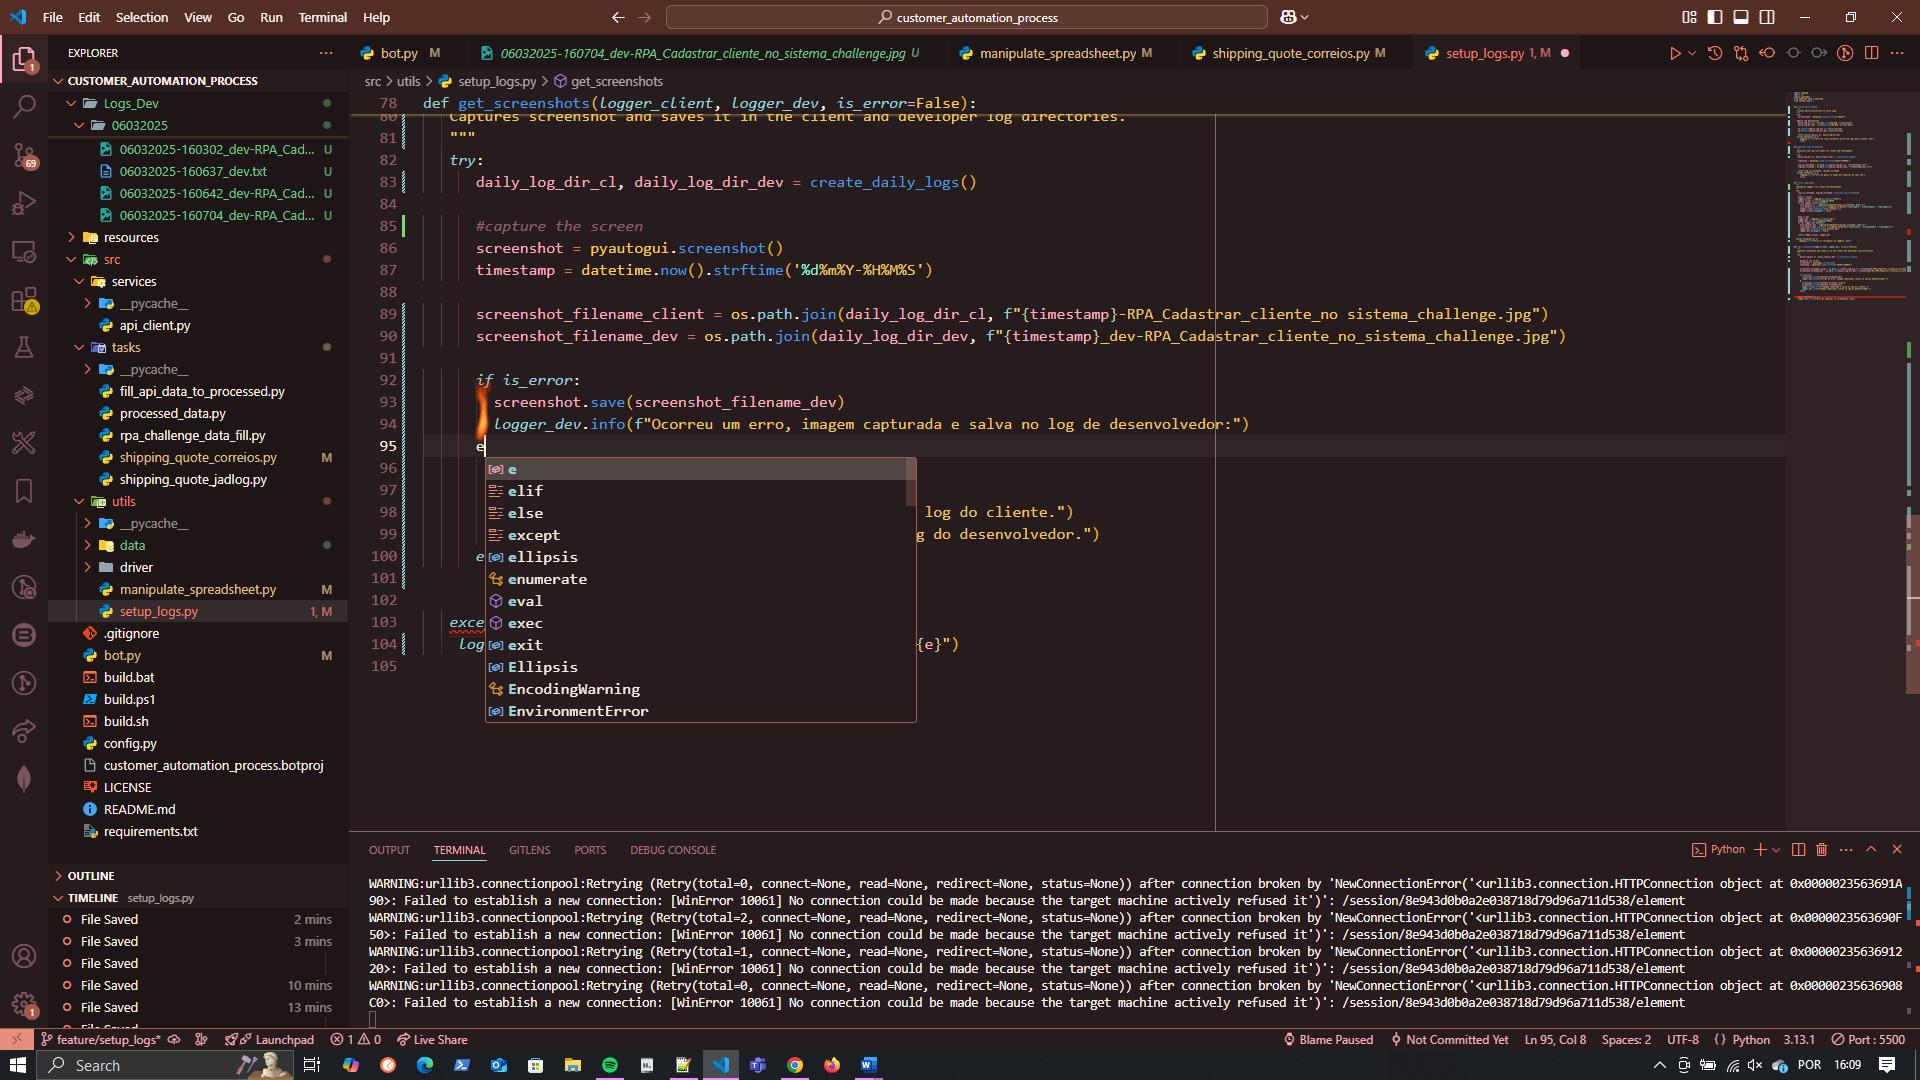 File Edit Selection View Go Run Terminal Help
customer_automation_process
EXPLORER
bot.py M
06032025-160704_dev-RPA_Cadastrar_cliente_no_sistema_challenge.jpg U
manipulate_spreadsheet.py M
shipping_quote_correios.py M
setup_logs.py 1, M
CUSTOMER_AUTOMATION_PROCESS
Logs_Dev
06032025
06032025-160302_dev-RPA_Cad... U
06032025-160637_dev.txt U
06032025-160642_dev-RPA_Cad... U
06032025-160704_dev-RPA_Cad... U
resources
src
services
__pycache__
api_client.py
tasks
__pycache__
fill_api_data_to_processed.py
processed_data.py
rpa_challenge_data_fill.py
shipping_quote_correios.py M
shipping_quote_jadlog.py
utils
__pycache__
data
driver
manipulate_spreadsheet.py M
setup_logs.py 1, M
.gitignore
bot.py M
build.bat
build.ps1
build.sh
config.py
customer_automation_process.botproj
LICENSE
README.md
requirements.txt
OUTLINE
TIMELINE setup_logs.py
File Saved 2 mins
File Saved 3 mins
File Saved
File Saved 10 mins
File Saved 13 mins
src > utils > setup_logs.py > get_screenshots
78 def get_screenshots(logger_client, logger_dev, is_error=False):
80 Captures screenshot and saves it in the client and developer log directories.
81 """
82 try:
83 daily_log_dir_cl, daily_log_dir_dev = create_daily_logs()
84
85 #capture the screen
86 screenshot = pyautogui.screenshot()
87 timestamp = datetime.now().strftime('%d%m%Y-%H%M%S')
88
89 screenshot_filename_client = os.path.join(daily_log_dir_cl, f"{timestamp}-RPA_Cadastrar_cliente_no sistema_challenge.jpg")
90 screenshot_filename_dev = os.path.join(daily_log_dir_dev, f"{timestamp}_dev-RPA_Cadastrar_cliente_no_sistema_challenge.jpg")
91
92 if is_error:
93 screenshot.save(screenshot_filename_dev)
94 logger_dev.info(f"Ocorreu um erro, imagem capturada e salva no log de desenvolvedor:")
95 e
96 e
elif
97
98 else log do cliente.")
99 except g do desenvolvedor.")
100 e ellipsis
101 enumerate
102 eval
103 exce exec
104 log exit {e}")
105 Ellipsis
EncodingWarning
EnvironmentError
OUTPUT TERMINAL GITLENS PORTS DEBUG CONSOLE
Python
WARNING:urllib3.connectionpool:Retrying (Retry(total=0, connect=None, read=None, redirect=None, status=None)) after connection broken by 'NewConnectionError('<urllib3.connection.HTTPConnection object at 0x0000023563691A
90>: Failed to establish a new connection: [WinError 10061] No connection could be made because the target machine actively refused it')': /session/8e943d0b0a2e038718d79d96a711d538/element
WARNING:urllib3.connectionpool:Retrying (Retry(total=2, connect=None, read=None, redirect=None, status=None)) after connection broken by 'NewConnectionError('<urllib3.connection.HTTPConnection object at 0x0000023563690F
50>: Failed to establish a new connection: [WinError 10061] No connection could be made because the target machine actively refused it')': /session/8e943d0b0a2e038718d79d96a711d538/element
WARNING:urllib3.connectionpool:Retrying (Retry(total=1, connect=None, read=None, redirect=None, status=None)) after connection broken by 'NewConnectionError('<urllib3.connection.HTTPConnection object at 0x00000235636912
20>: Failed to establish a new connection: [WinError 10061] No connection could be made because the target machine actively refused it')': /session/8e943d0b0a2e038718d79d96a711d538/element
WARNING:urllib3.connectionpool:Retrying (Retry(total=0, connect=None, read=None, redirect=None, status=None)) after connection broken by 'NewConnectionError('<urllib3.connection.HTTPConnection object at 0x00000235636908
C0>: Failed to establish a new connection: [WinError 10061] No connection could be made because the target machine actively refused it')': /session/8e943d0b0a2e038718d79d96a711d538/element
feature/setup_logs* Launchpad 1 0 Live Share
Blame Paused Not Committed Yet Ln 95, Col 8 Spaces: 2 UTF-8 Python 3.13.1 Port : 5500
Search
POR 16:09